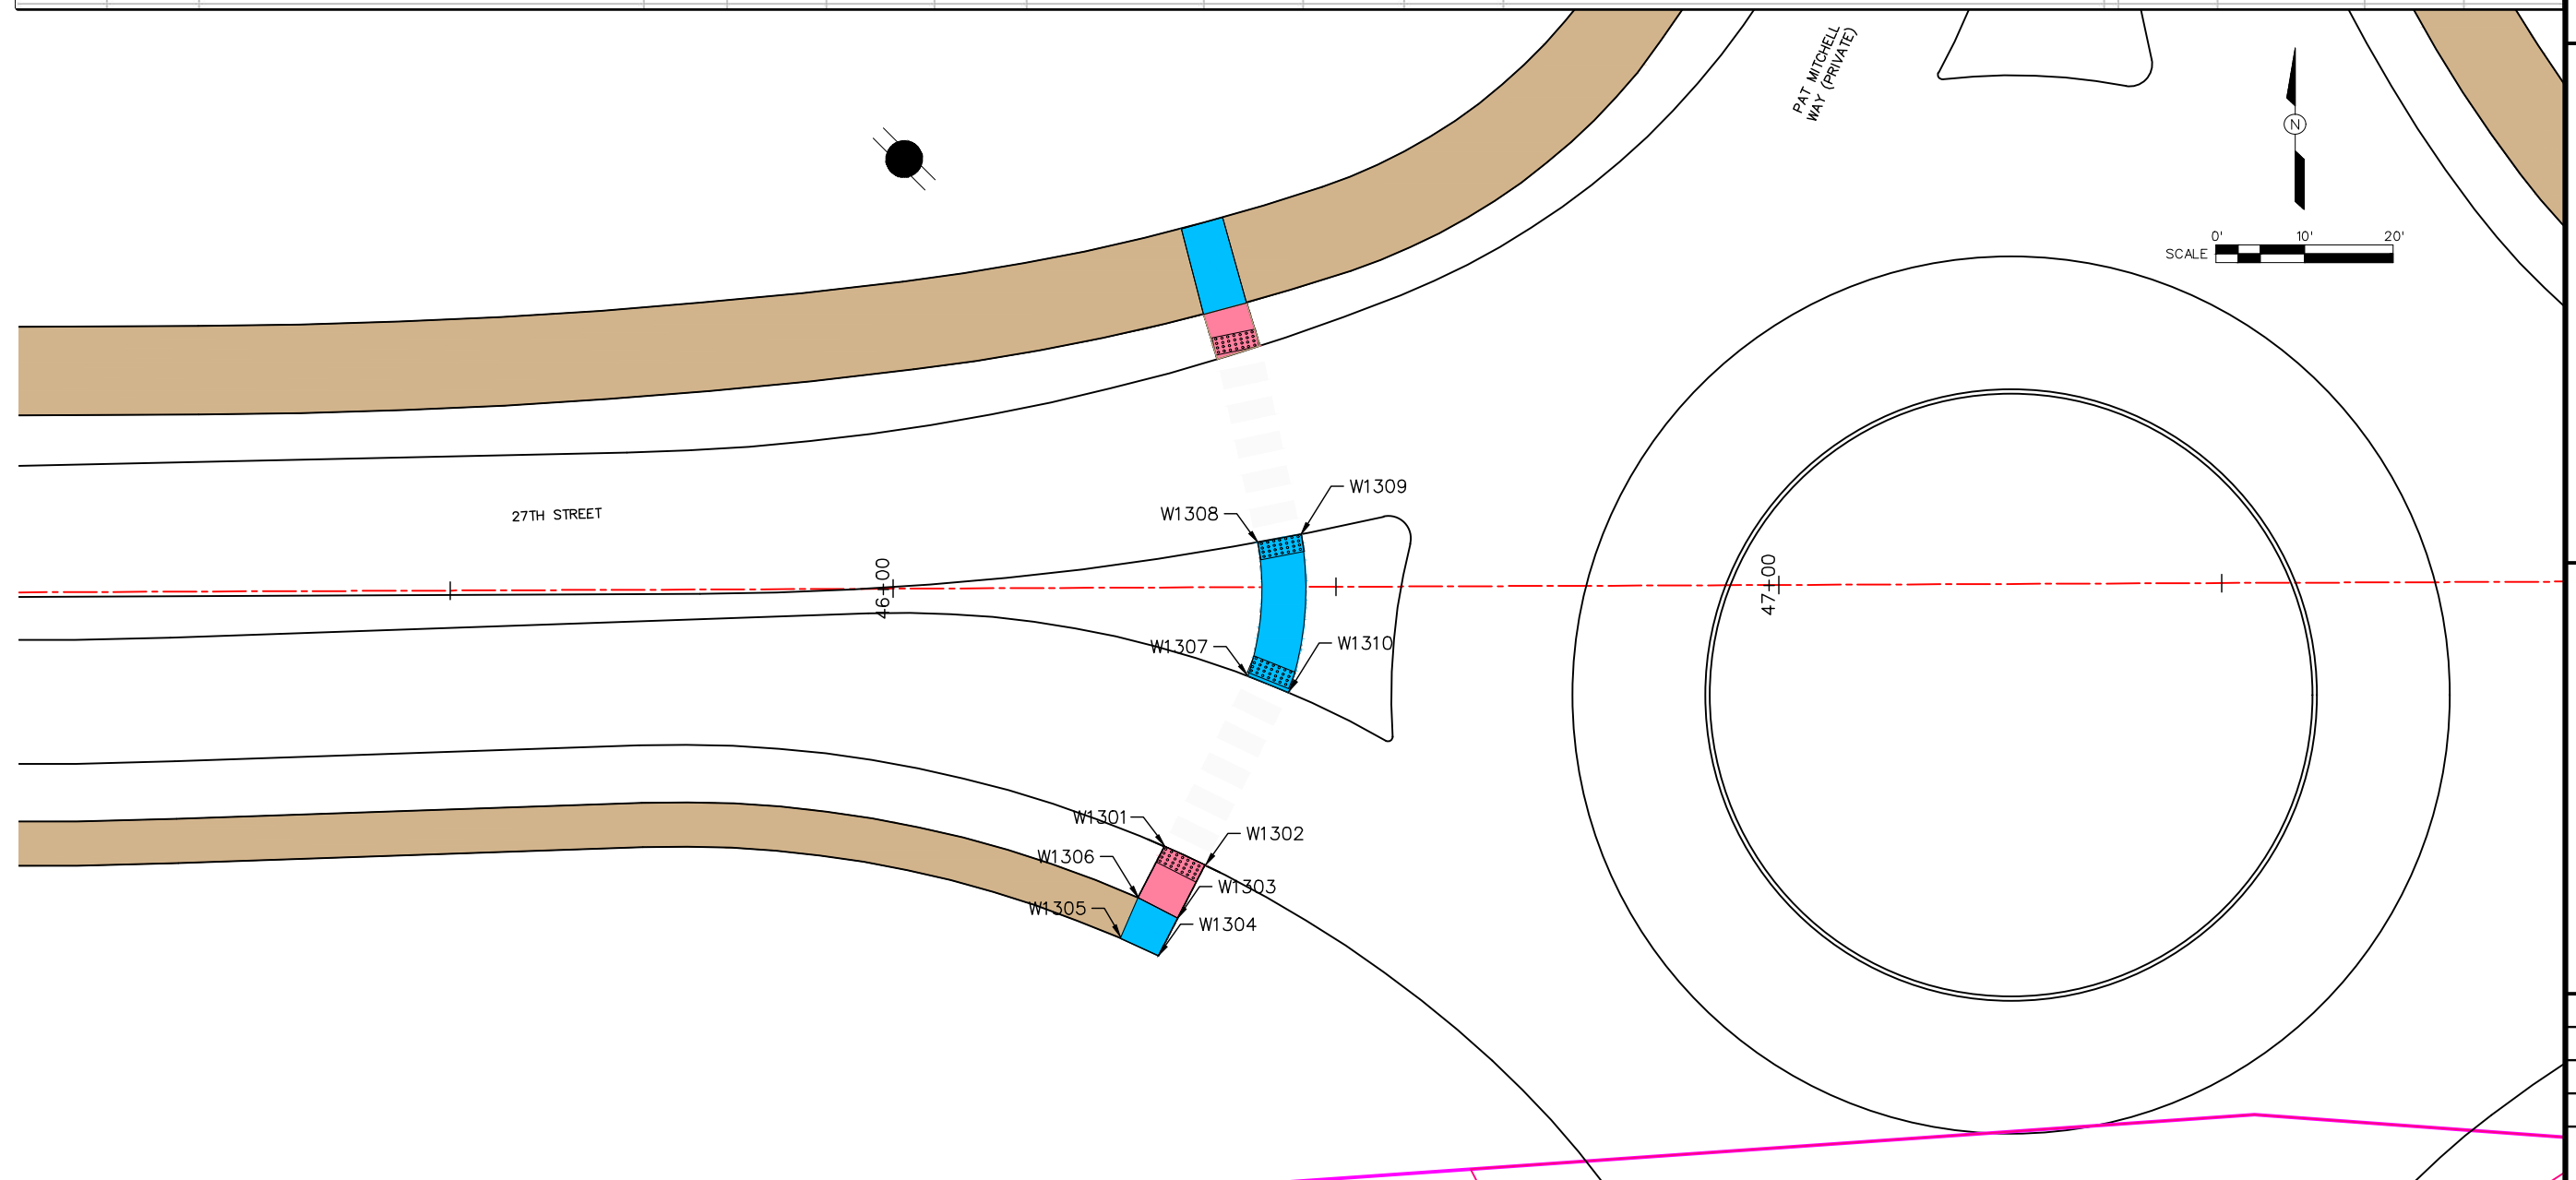 PAT MITCHELL
WAY (PRIVATE)
N
0' 10' 20'
SCALE
W1309
W1308
27TH STREET
46+00
47+00
W1307
W1310
W1301
W1302
W1306
W1303
W1305
W1304